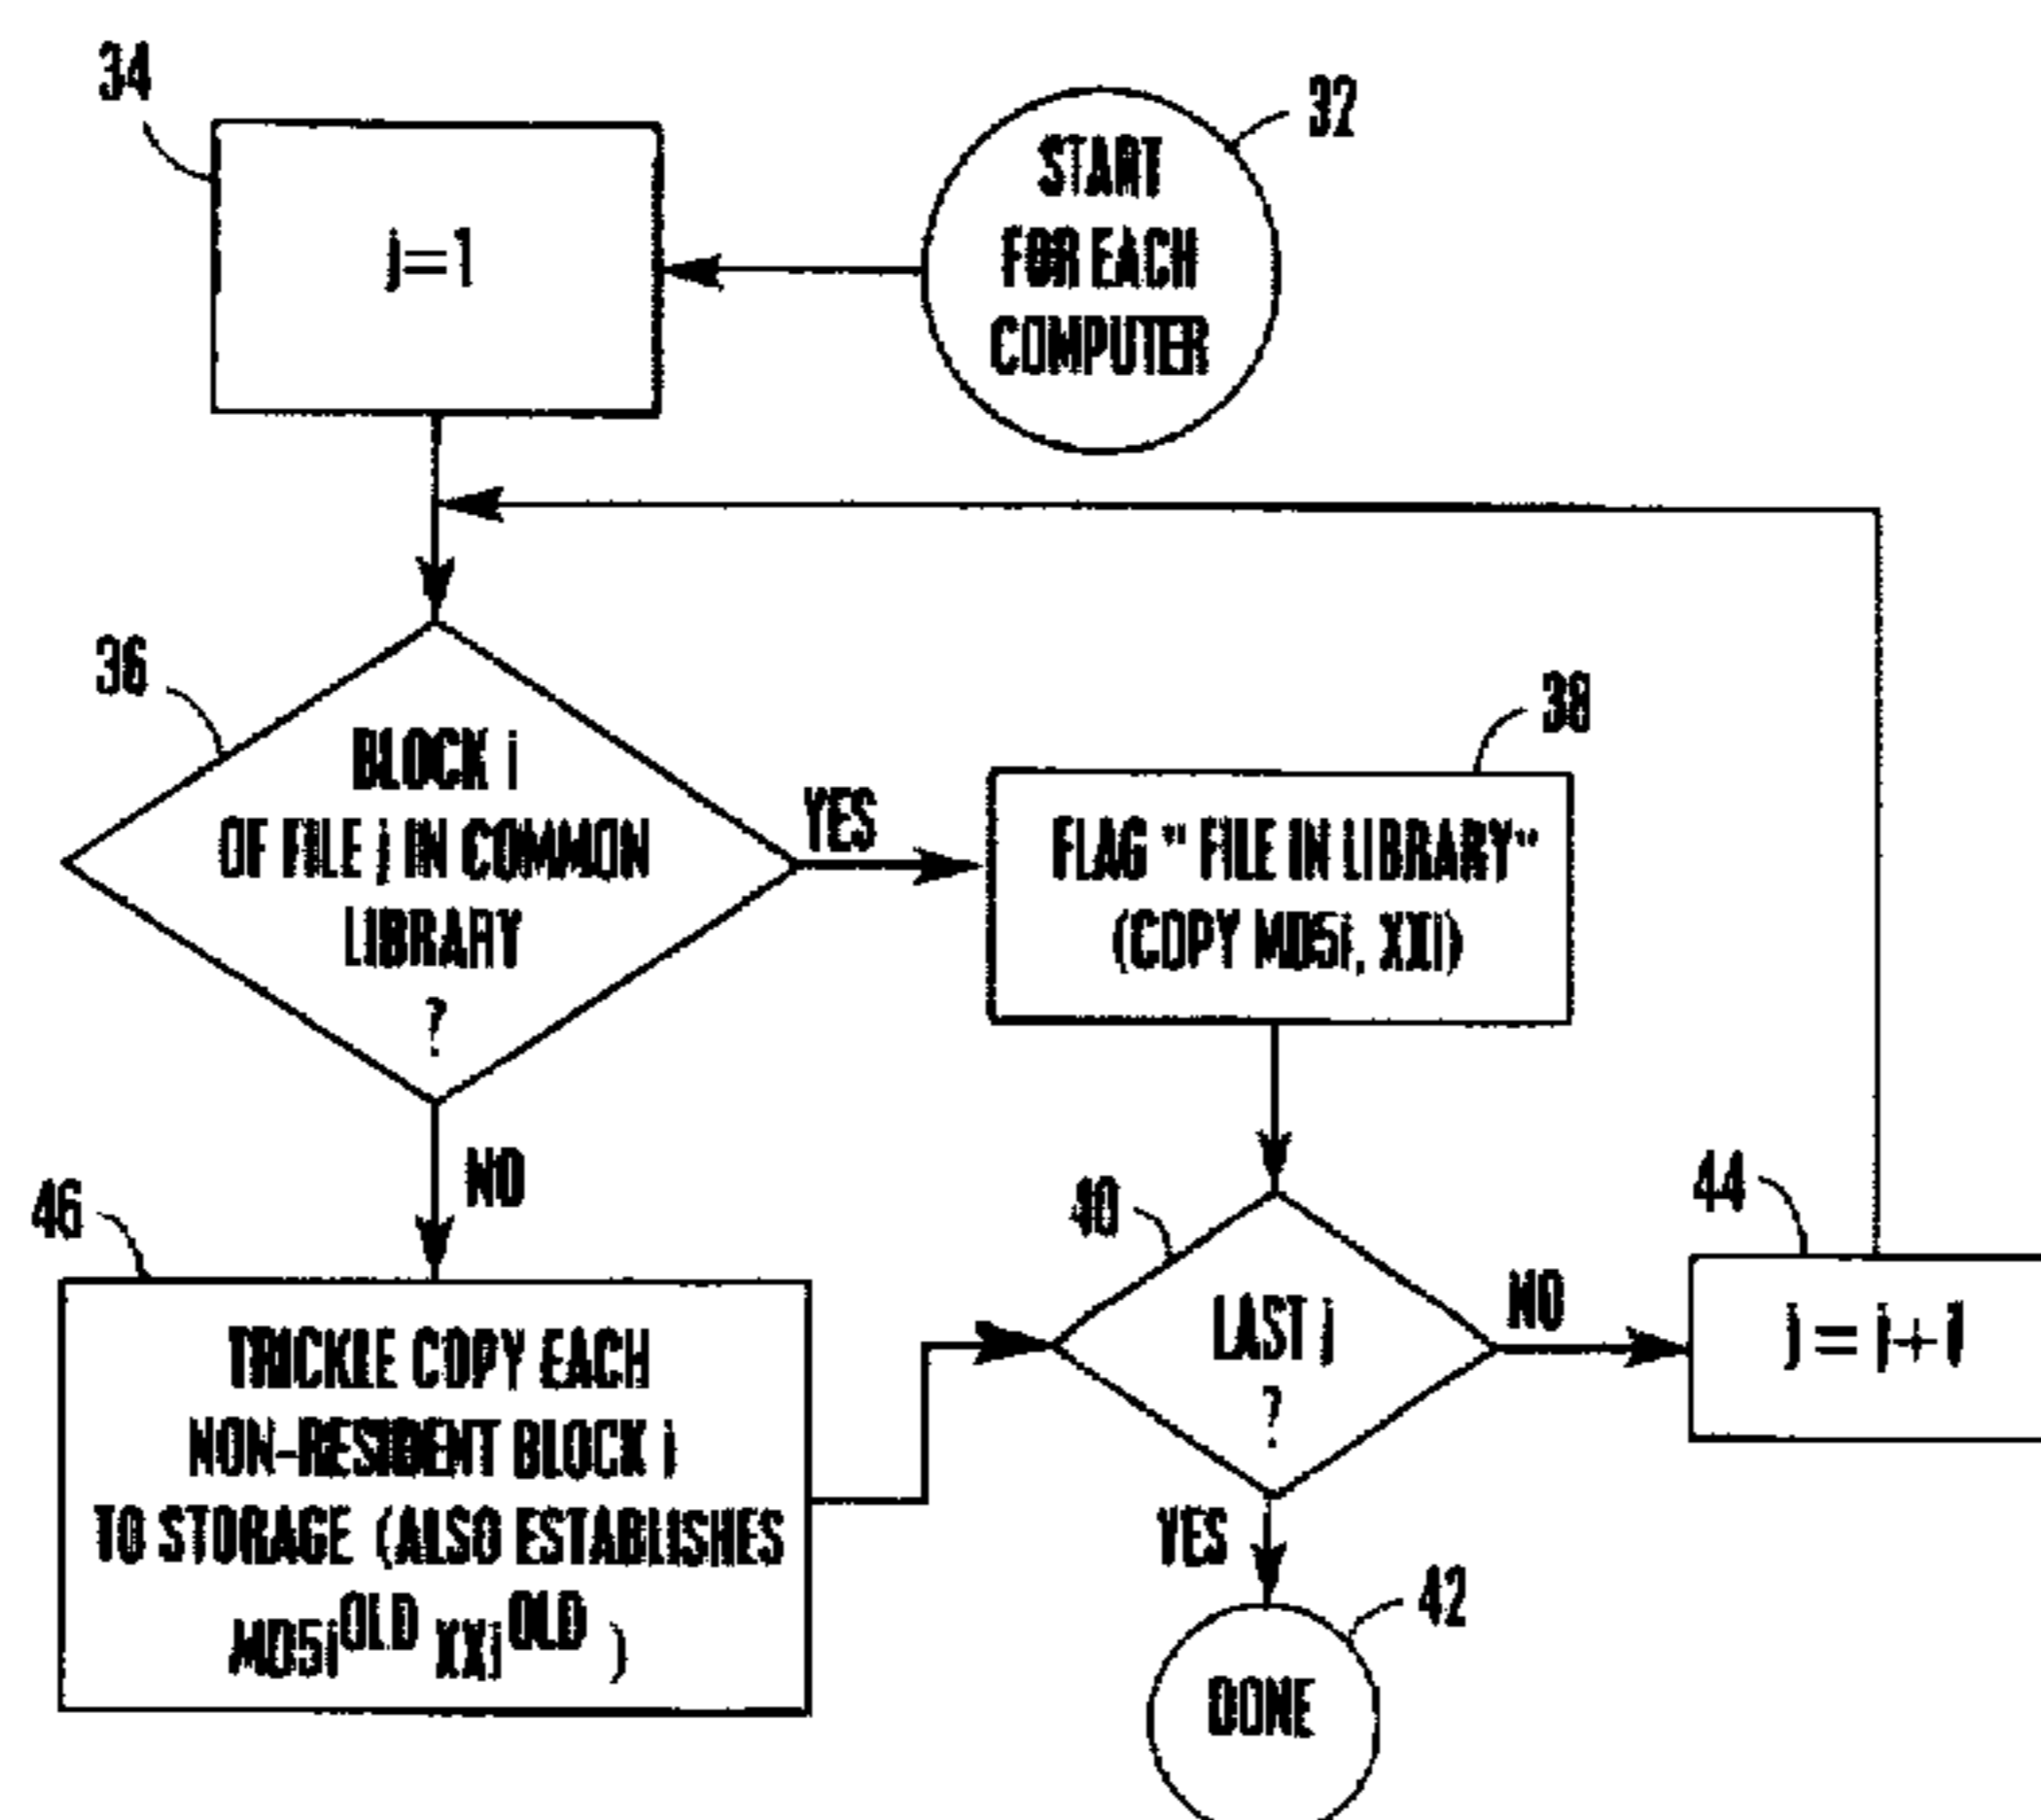 34
32
START
FOR EACH
COMPUTER
j=1
36
BLOCK i
OF FILE j IN COMMON
LIBRARY
?
YES
38
FLAG " FILE IN LIBRARY"
(COPY MD5i, XXi)
NO
46
TRICKLE COPY EACH
NON-RESIDENT BLOCK i
TO STORAGE (ALSO ESTABLISHES
MD5i^OLD XXi^OLD )
40
LAST j
?
NO
44
j = j+1
YES
42
DONE